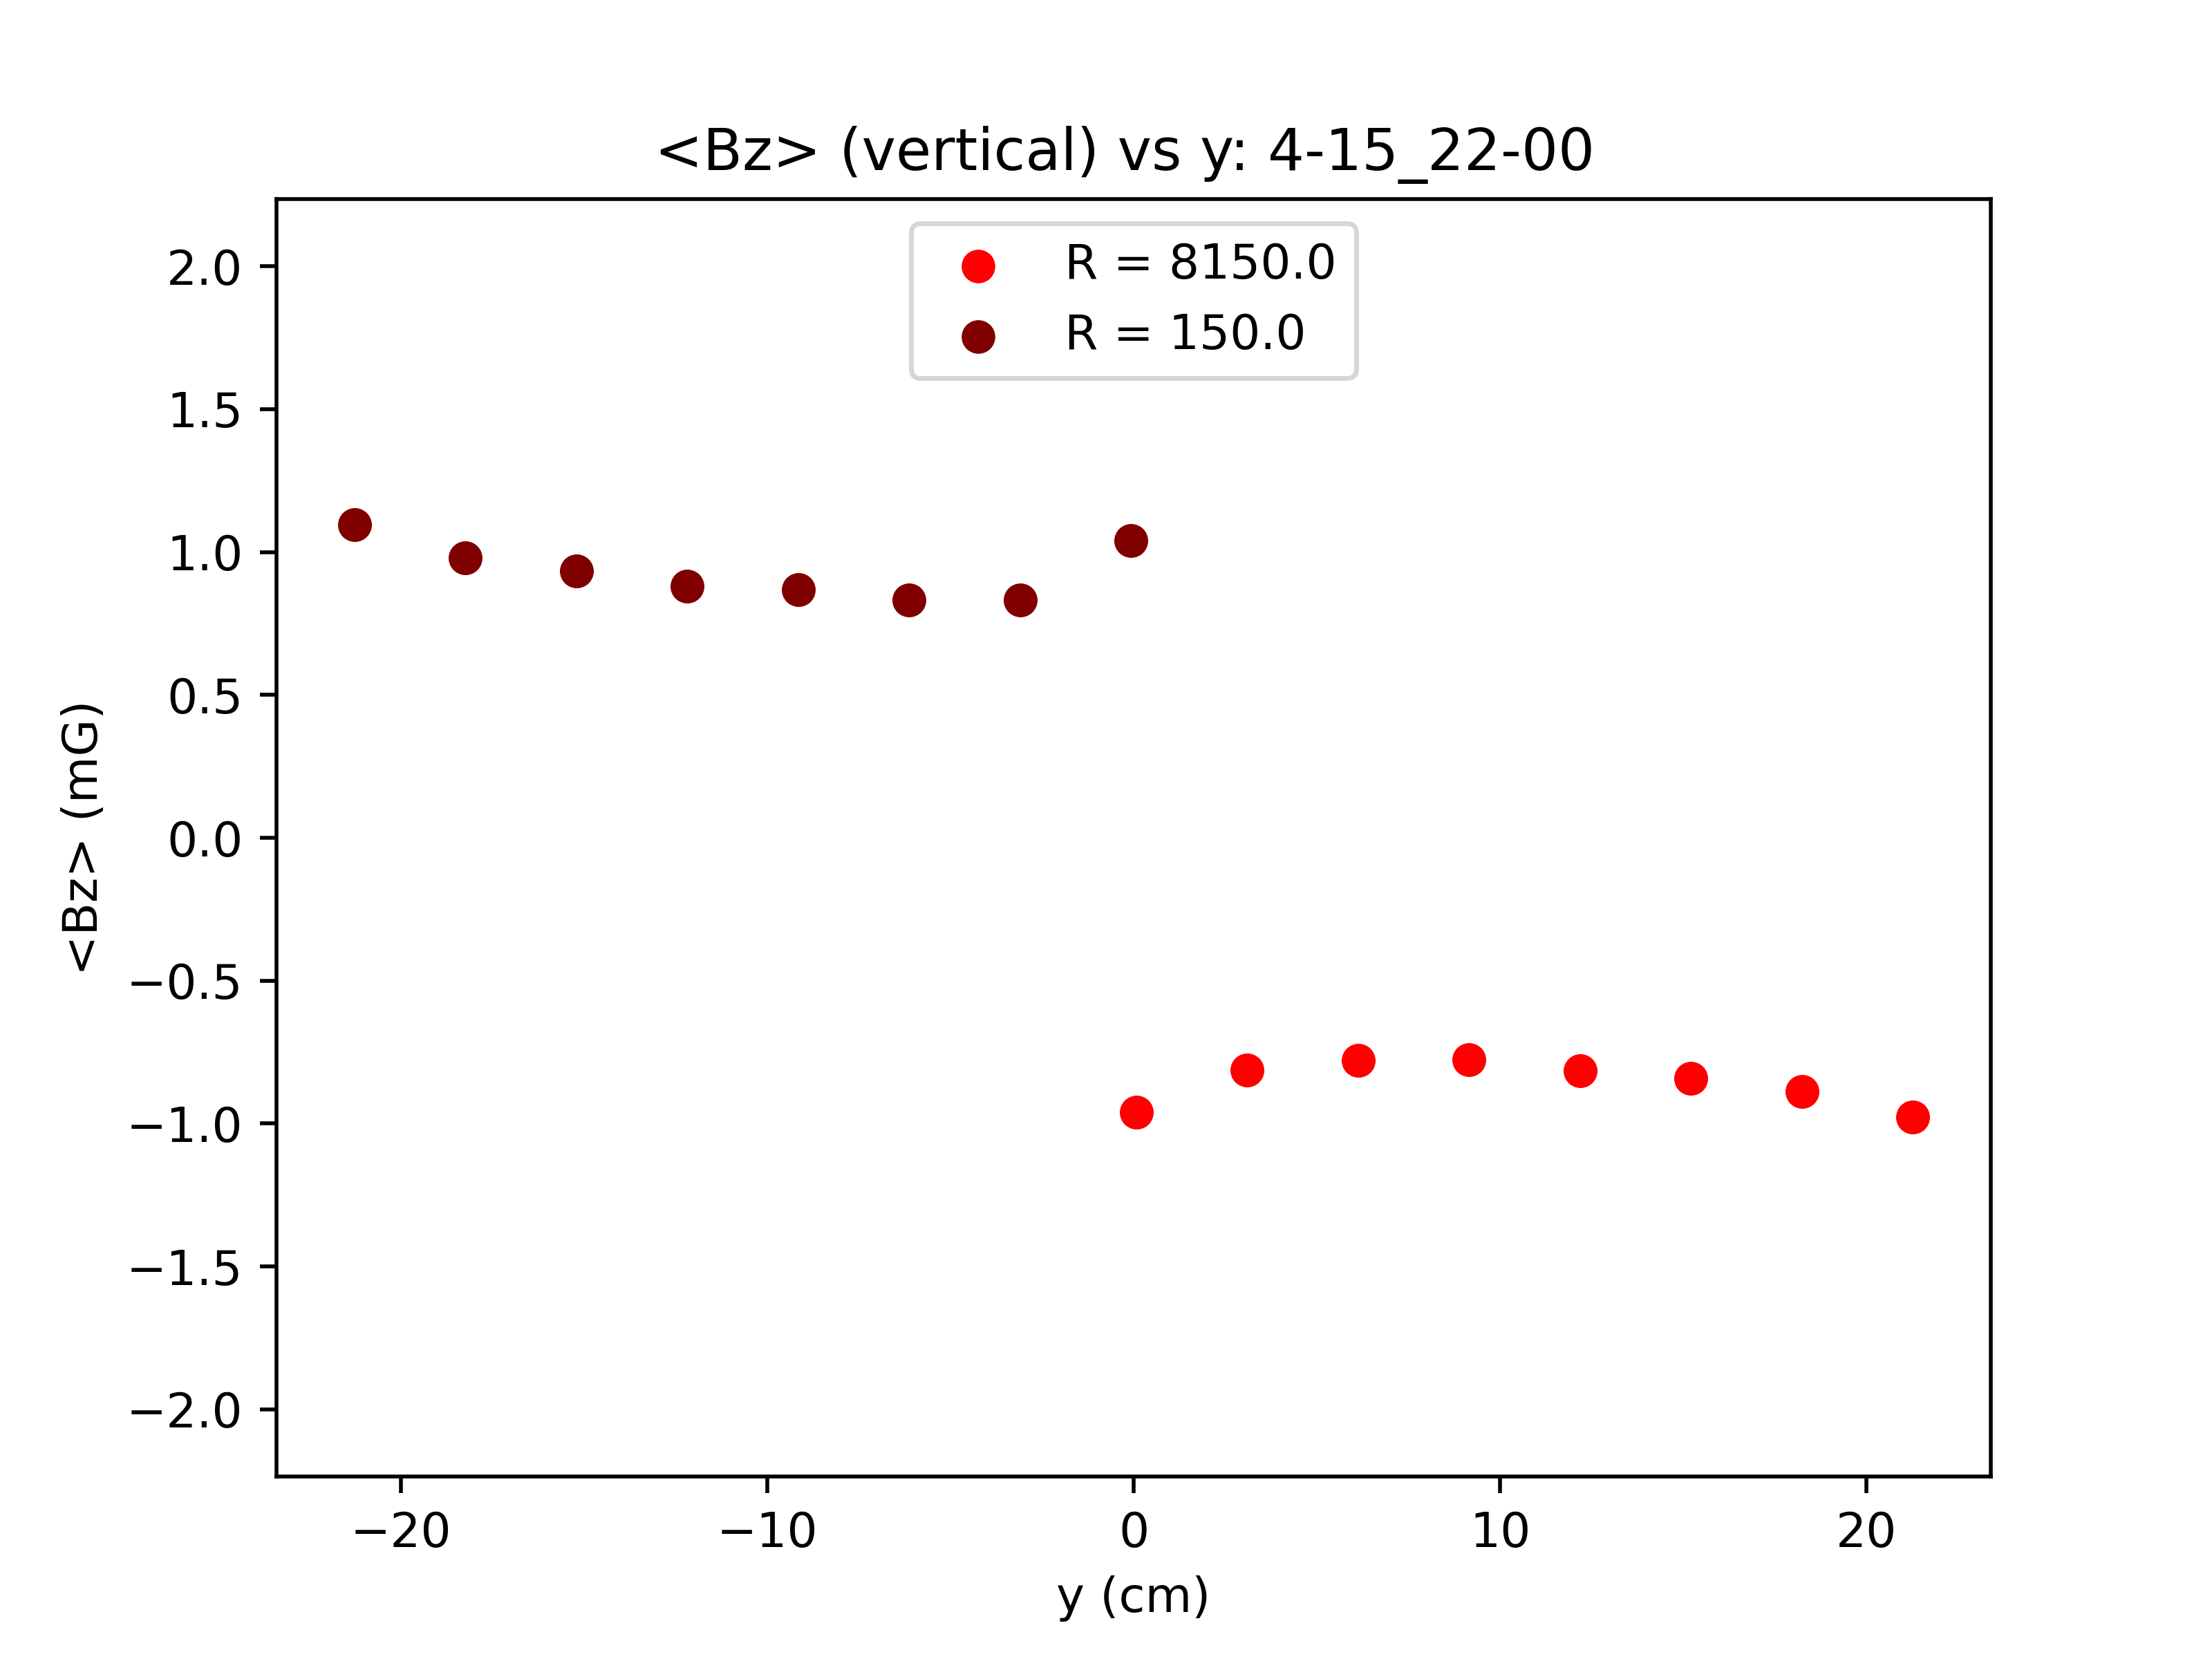 <Bz> (vertical) vs y: 4-15_22-00
R = 8150.0
R = 150.0
2.0
1.5
1.0
0.5
0.0
−0.5
−1.0
−1.5
−2.0
<Bz> (mG)
−20 −10 0 10 20
y (cm)